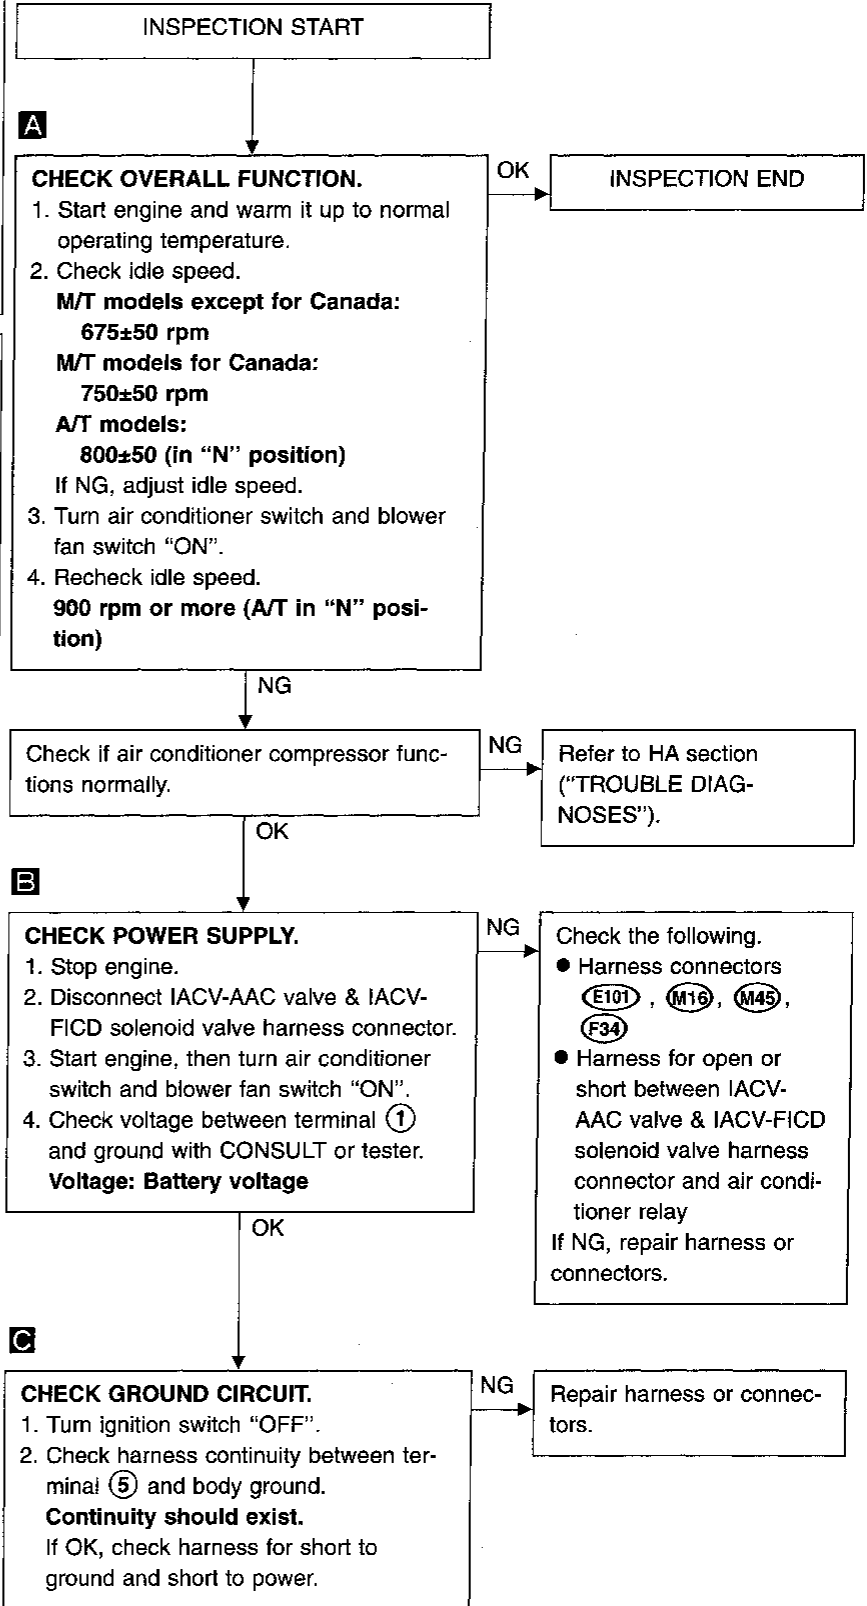 INSPECTION START
A
CHECK OVERALL FUNCTION.
1. Start engine and warm it up to normal
operating temperature.
2. Check idle speed.
M/T models except for Canada:
675±50 rpm
M/T models for Canada:
750±50 rpm
A/T models:
800±50 (in “N” position)
If NG, adjust idle speed.
3. Turn air conditioner switch and blower
fan switch “ON”.
4. Recheck idle speed.
900 rpm or more (A/T in “N” posi-
tion)
OK
INSPECTION END
NG
Check if air conditioner compressor func-
tions normally.
NG
Refer to HA section
(“TROUBLE DIAG-
NOSES”).
OK
B
CHECK POWER SUPPLY.
1. Stop engine.
2. Disconnect IACV-AAC valve & IACV-
FICD solenoid valve harness connector.
3. Start engine, then turn air conditioner
switch and blower fan switch “ON”.
4. Check voltage between terminal ①
and ground with CONSULT or tester.
Voltage: Battery voltage
NG
Check the following.
● Harness connectors
E101 , M16 , M45 ,
F34
● Harness for open or
short between IACV-
AAC valve & IACV-FICD
solenoid valve harness
connector and air condi-
tioner relay
If NG, repair harness or
connectors.
OK
C
CHECK GROUND CIRCUIT.
1. Turn ignition switch “OFF”.
2. Check harness continuity between ter-
minal ⑤ and body ground.
Continuity should exist.
If OK, check harness for short to
ground and short to power.
NG
Repair harness or connec-
tors.